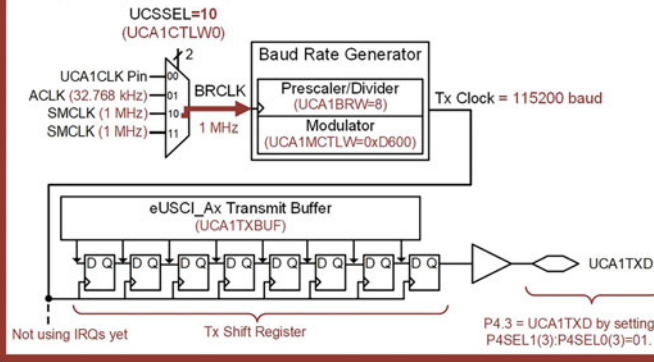 UCSSEL=10
(UCA1CTLW0)
2
Baud Rate Generator
UCA1CLK Pin
00
ACLK (32.768 kHz)
01
SMCLK (1 MHz)
10
SMCLK (1 MHz)
11
BRCLK
1 MHz
Prescaler/Divider
(UCA1BRW=8)
Modulator
(UCA1MCTLW=0xD600)
Tx Clock = 115200 baud
eUSCI_Ax Transmit Buffer
(UCA1TXBUF)
D Q D Q D Q D Q D Q D Q D Q D Q
UCA1TXD
Not using IRQs yet
Tx Shift Register
P4.3 = UCA1TXD by setting
P4SEL1(3):P4SEL0(3)=01.